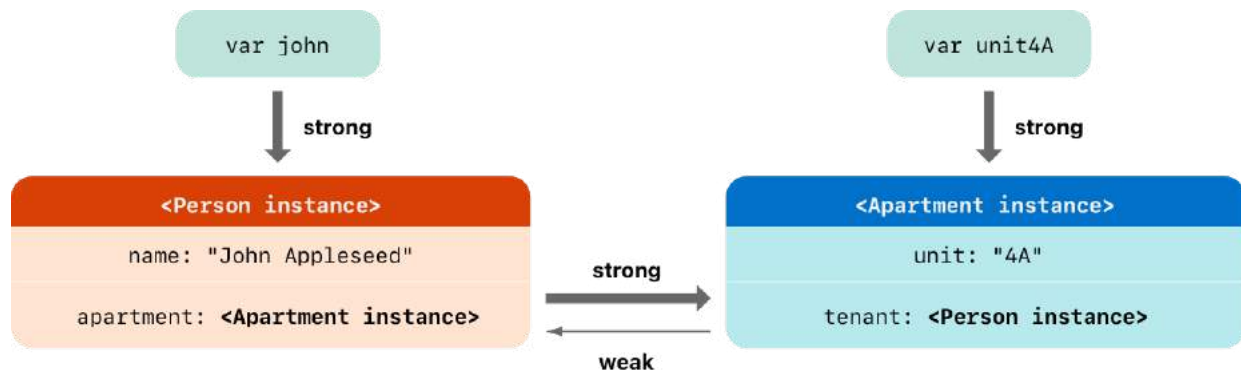 var john
var unit4A
strong
strong
<Person instance>
name: "John Appleseed"
apartment: <Apartment instance>
strong
weak
<Apartment instance>
unit: "4A"
tenant: <Person instance>